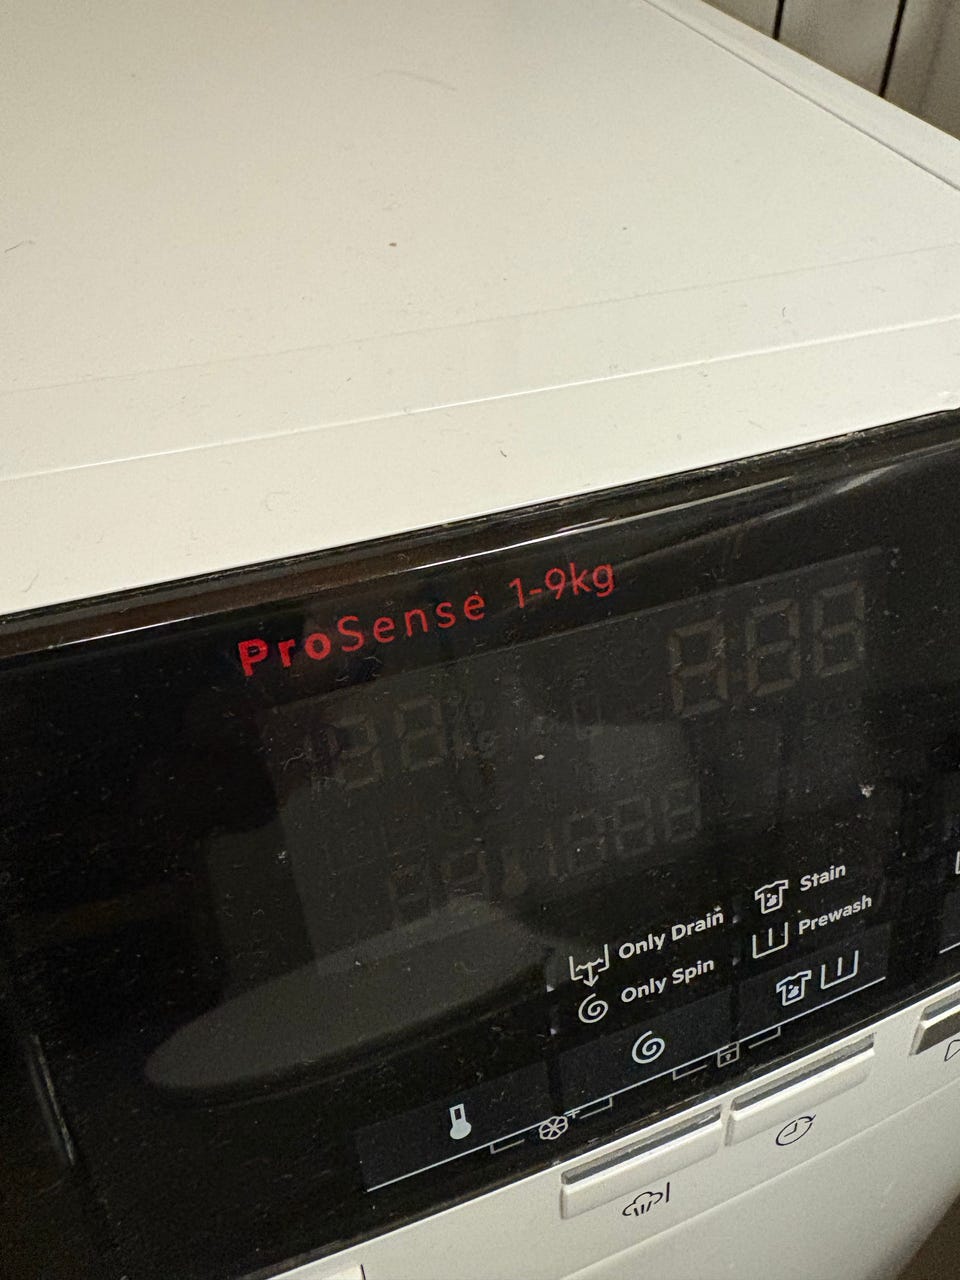 ProSense 1-9kg
Only Drain
Only Spin
Stain
Prewash